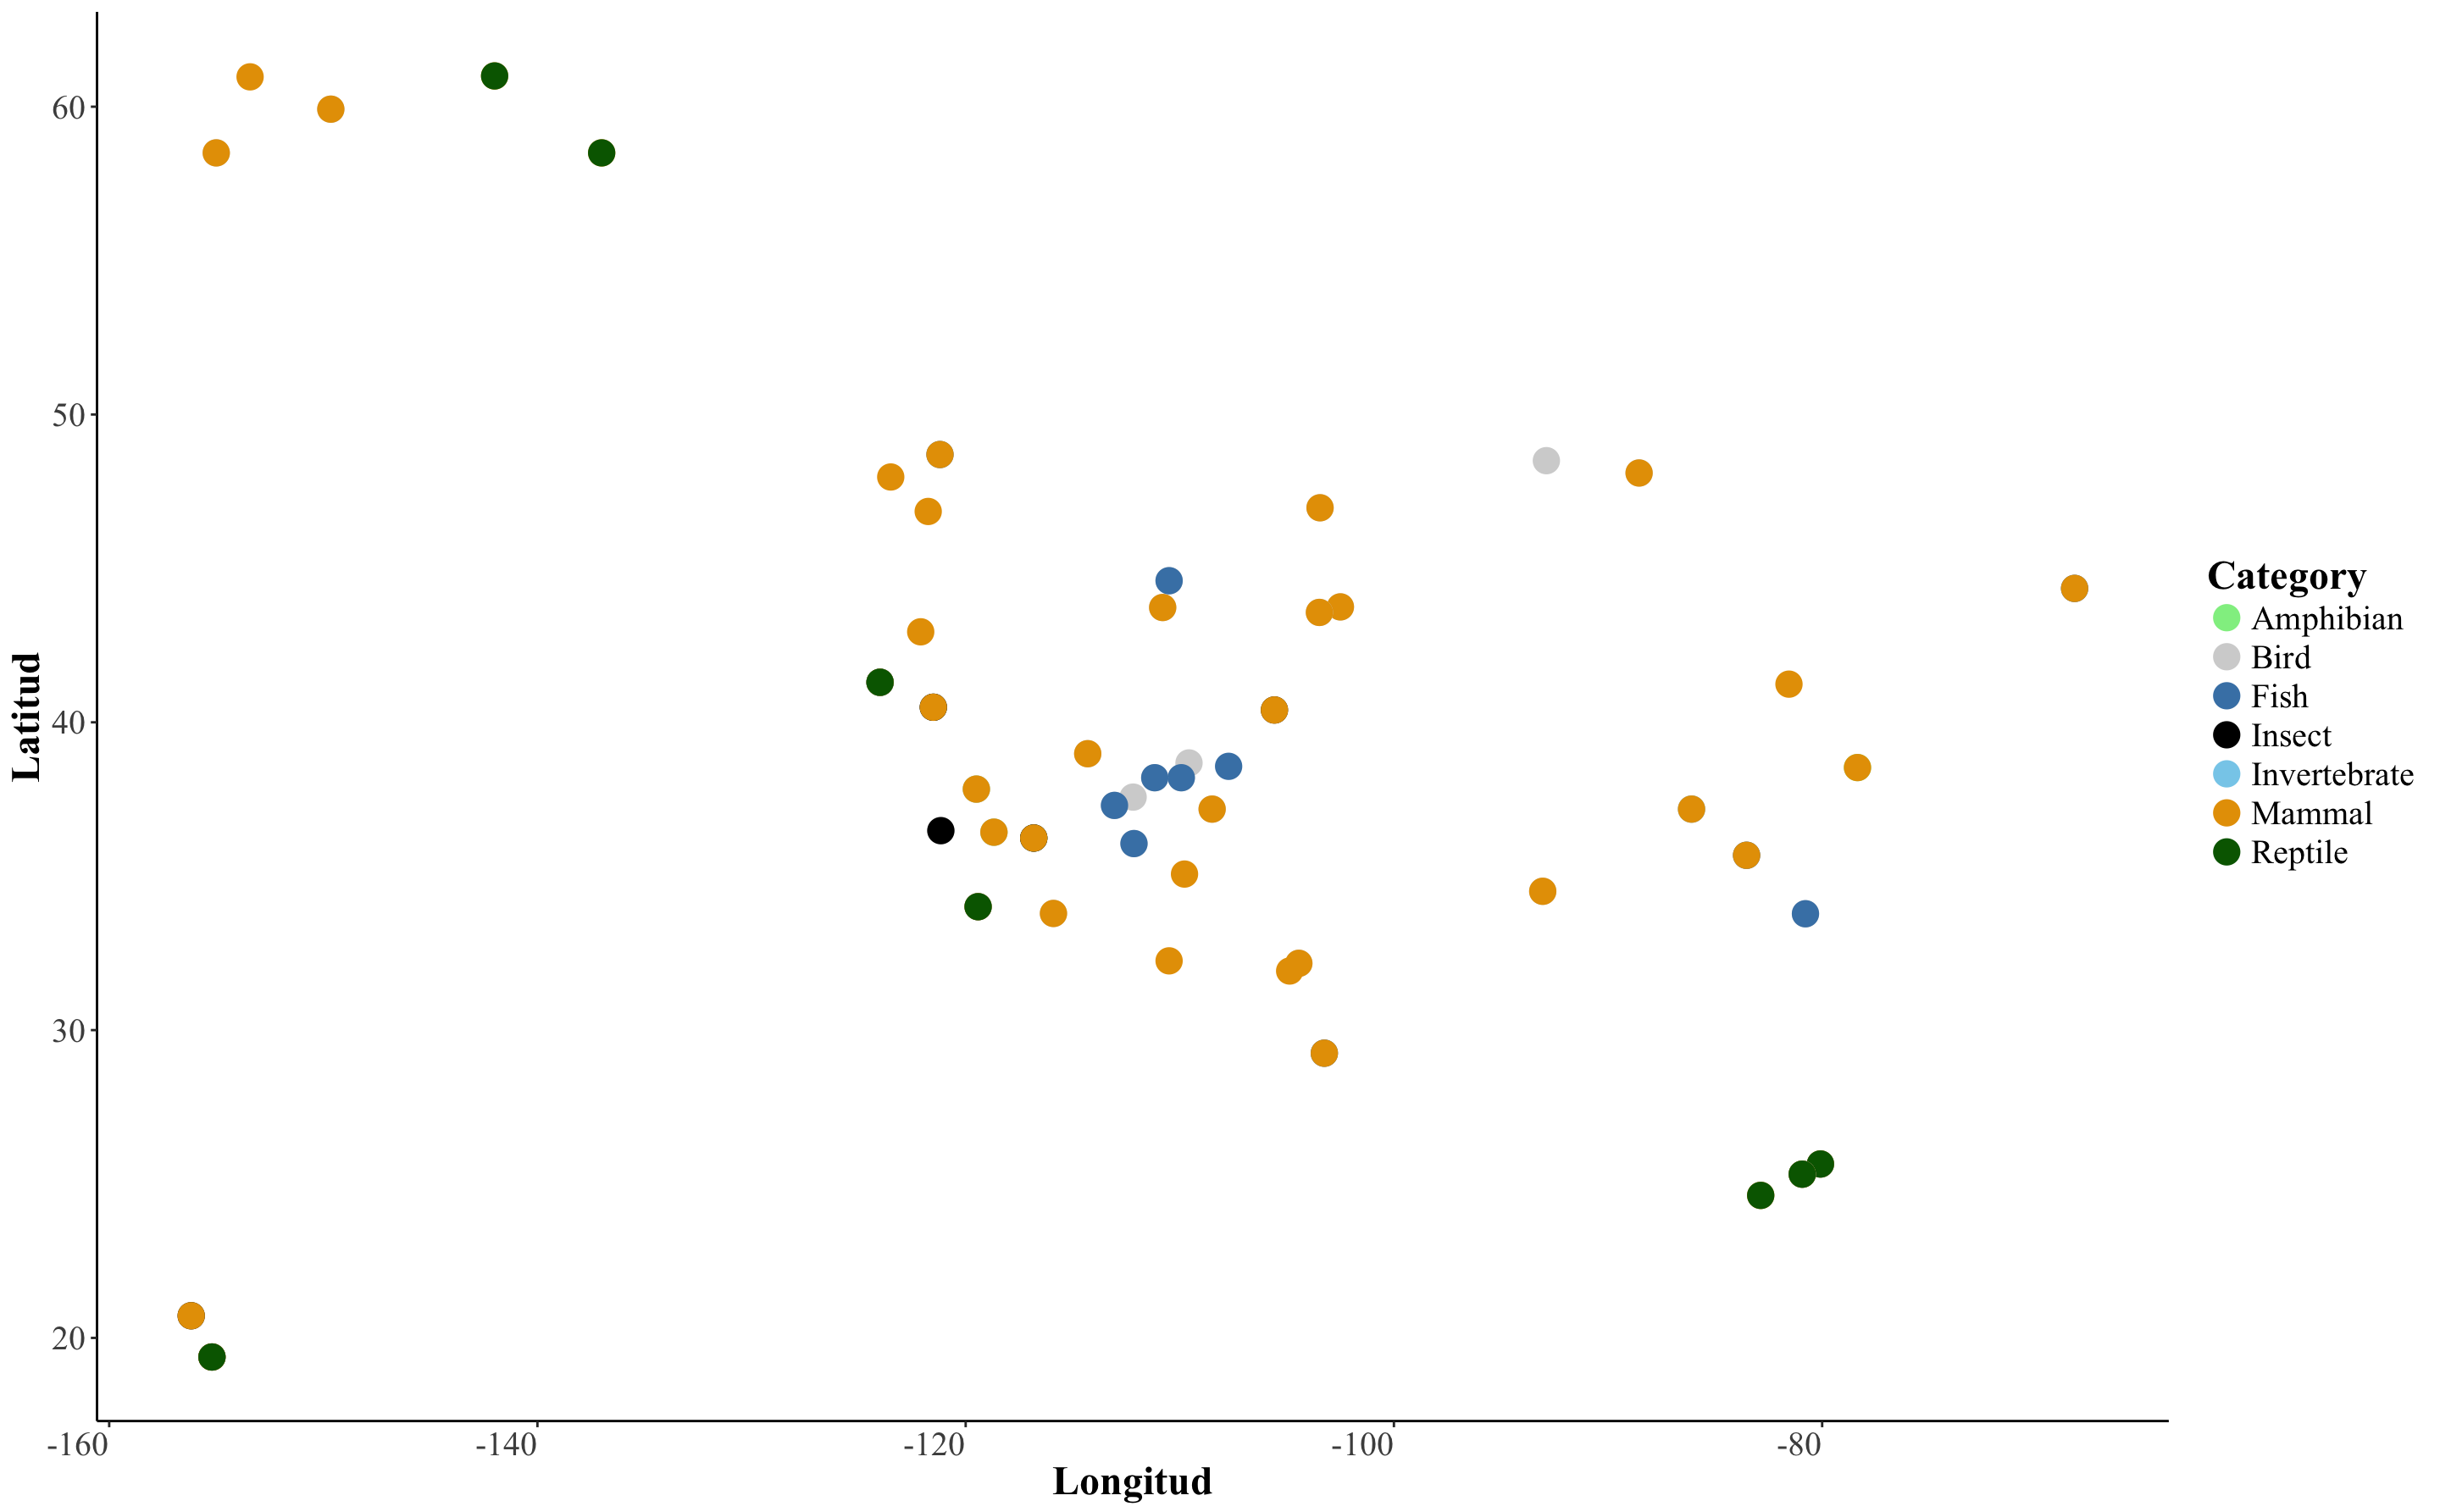 60
50
40
30
20
Latitud
-160
-140
-120
-100
-80
Longitud
Category
Amphibian
Bird
Fish
Insect
Invertebrate
Mammal
Reptile